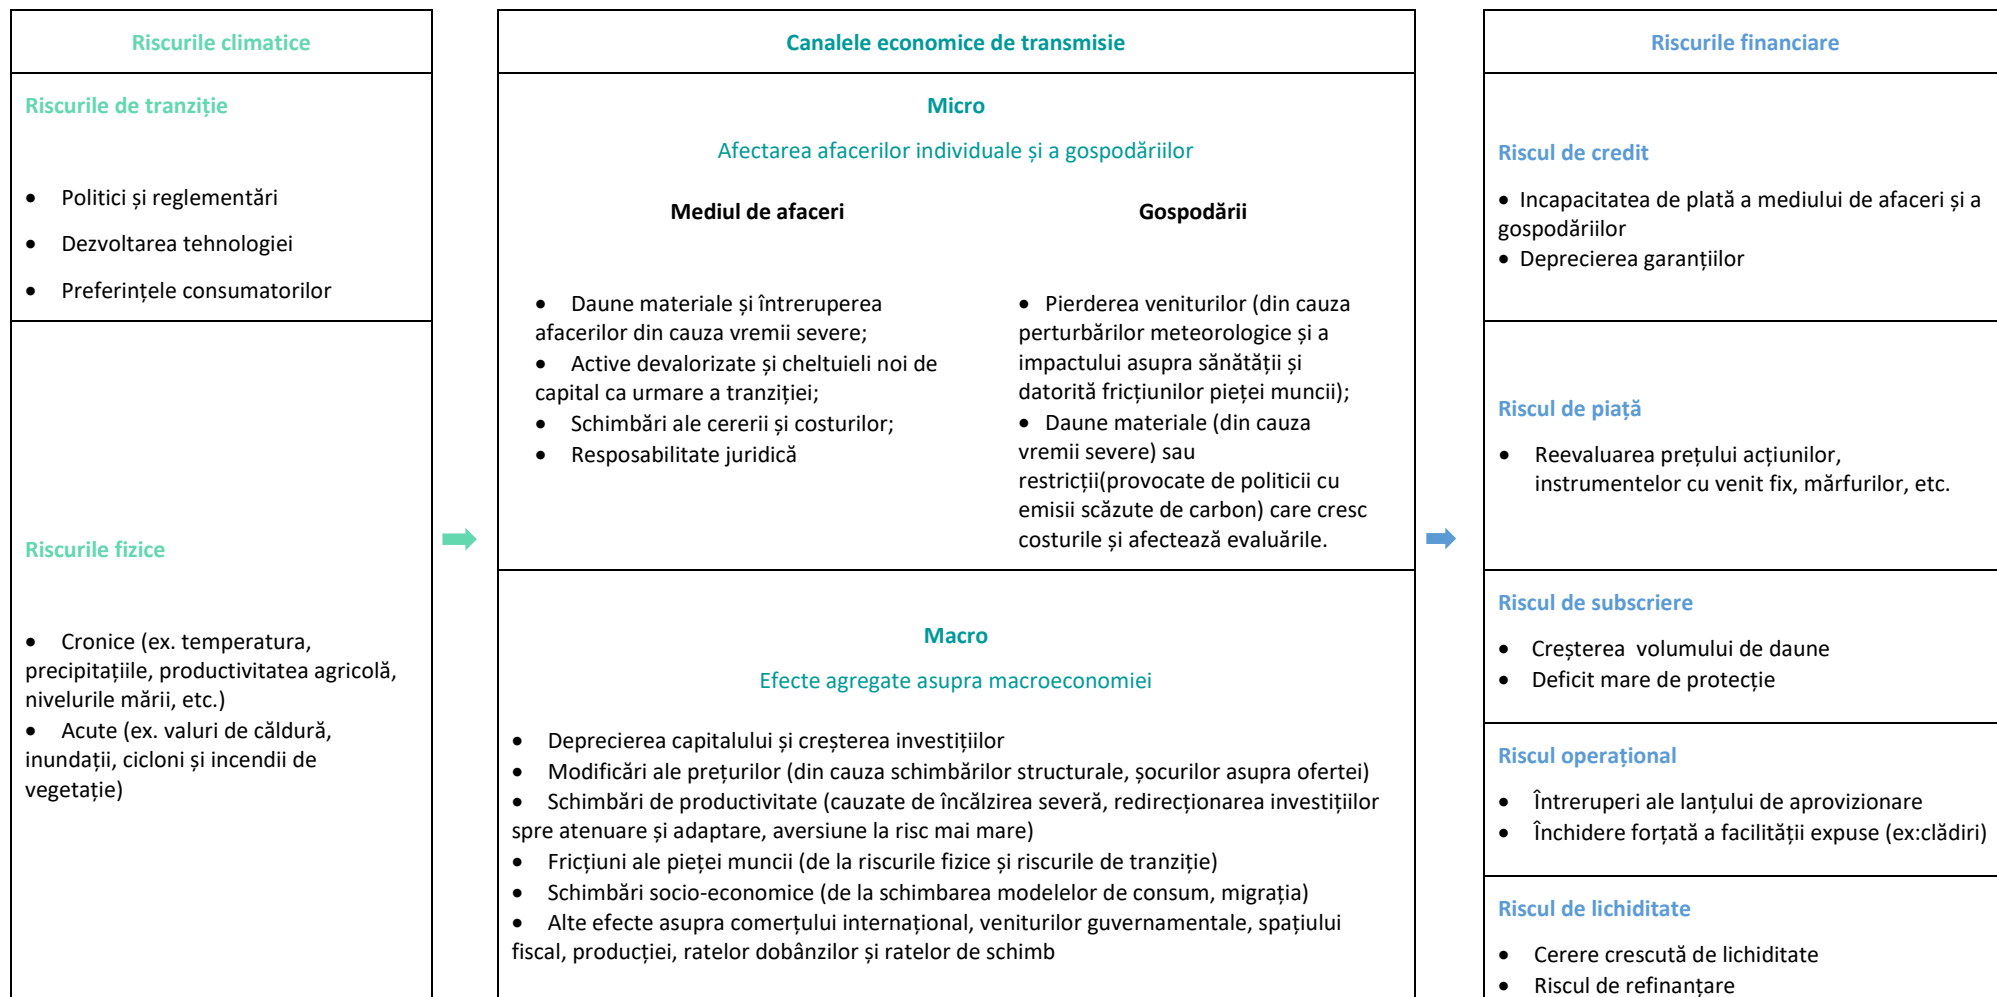 Riscurile climatice
Riscurile de tranziție
• Politici și reglementări
• Dezvoltarea tehnologiei
• Preferințele consumatorilor
Riscurile fizice
• Cronice (ex. temperatura,
precipitațiile, productivitatea agricolă,
nivelurile mării, etc.)
• Acute (ex. valuri de căldură,
inundații, cicloni și incendii de
vegetație)
Canalele economice de transmisie
Micro
Afectarea afacerilor individuale și a gospodăriilor
Mediul de afaceri
• Daune materiale și întreruperea
afacerilor din cauza vremii severe;
• Active devalorizate și cheltuieli noi de
capital ca urmare a tranziției;
• Schimbări ale cererii și costurilor;
• Resposabilitate juridică
Gospodării
• Pierderea veniturilor (din cauza
perturbărilor meteorologice și a
impactului asupra sănătății și
datorită fricțiunilor pieței muncii);
• Daune materiale (din cauza
vremii severe) sau
restricții(provocate de politicii cu
emisii scăzute de carbon) care cresc
costurile și afectează evaluările.
Macro
Efecte agregate asupra macroeconomiei
• Deprecierea capitalului și creșterea investițiilor
• Modificări ale prețurilor (din cauza schimbărilor structurale, șocurilor asupra ofertei)
• Schimbări de productivitate (cauzate de încălzirea severă, redirecționarea investițiilor
spre atenuare și adaptare, aversiune la risc mai mare)
• Fricțiuni ale pieței muncii (de la riscurile fizice și riscurile de tranziție)
• Schimbări socio-economice (de la schimbarea modelelor de consum, migrația)
• Alte efecte asupra comerțului internațional, veniturilor guvernamentale, spațiului
fiscal, producției, ratelor dobânzilor și ratelor de schimb
Riscurile financiare
Riscul de credit
• Incapacitatea de plată a mediului de afaceri și a
gospodăriilor
• Deprecierea garanțiilor
Riscul de piață
• Reevaluarea prețului acțiunilor,
instrumentelor cu venit fix, mărfurilor, etc.
Riscul de subscriere
• Creșterea volumului de daune
• Deficit mare de protecție
Riscul operațional
• Întreruperi ale lanțului de aprovizionare
• Închidere forțată a facilității expuse (ex:clădiri)
Riscul de lichiditate
• Cerere crescută de lichiditate
• Riscul de refinanțare